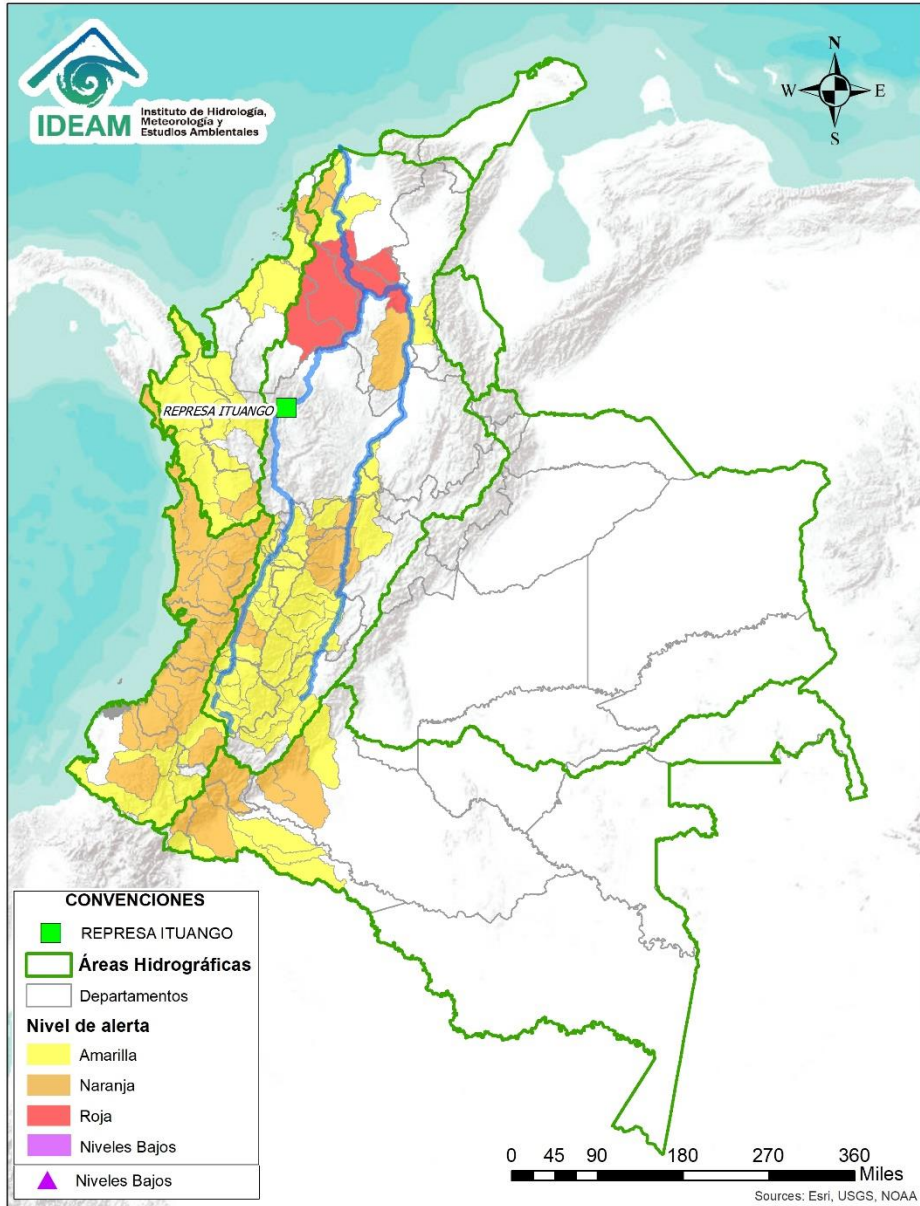 IDEAM
Instituto de Hidrología,
Meteorología y
Estudios Ambientales
N
W
E
S
REPRESA ITUANGO
CONVENCIONES
REPRESA ITUANGO
Áreas Hidrográficas
Departamentos
Nivel de alerta
Amarilla
Naranja
Roja
Niveles Bajos
Niveles Bajos
0 45 90 180 270 360
Miles
Sources: Esri, USGS, NOAA